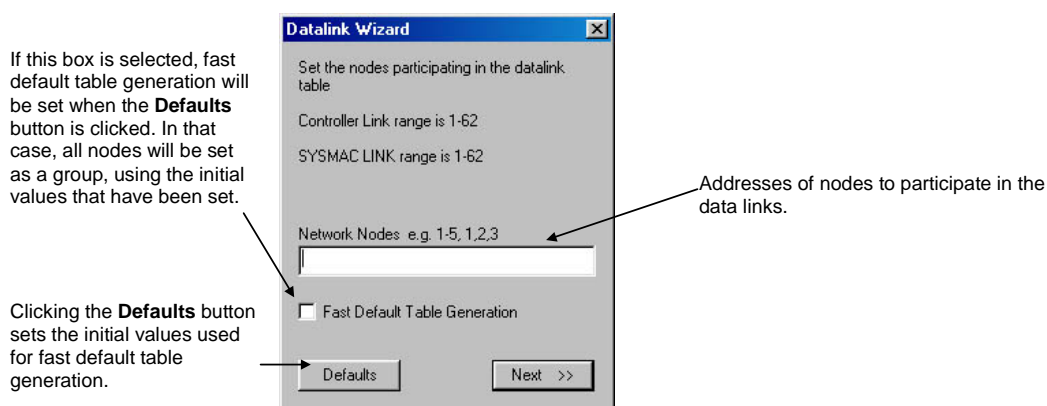 If this box is selected, fast
default table generation will
be set when the Defaults
button is clicked. In that
case, all nodes will be set
as a group, using the initial
values that have been set.
Clicking the Defaults button
sets the initial values used
for fast default table
generation.
Datalink Wizard
Set the nodes participating in the datalink
table
Controller Link range is 1-62
SYSMAC LINK range is 1-62
Network Nodes e.g. 1-5, 1,2,3
Fast Default Table Generation
Defaults
Next >>
Addresses of nodes to participate in the
data links.